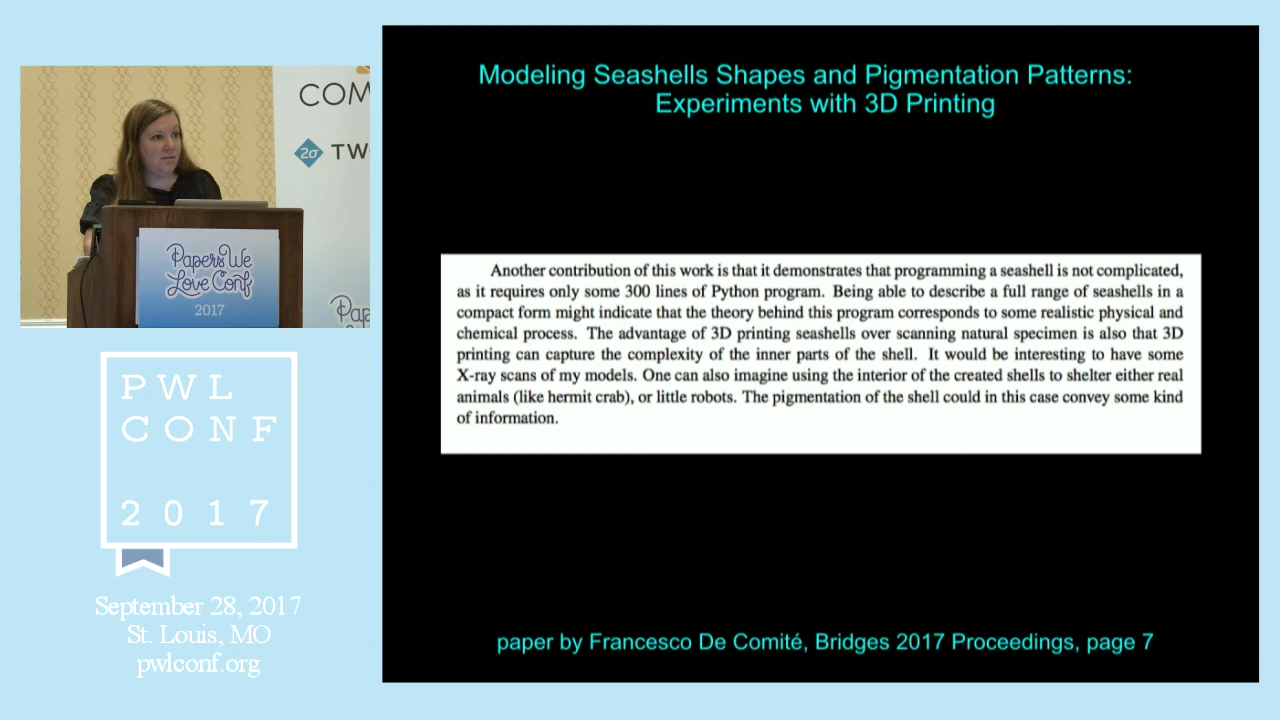 Modeling Seashells Shapes and Pigmentation Patterns:
Experiments with 3D Printing
COM
2σ TW
Papers We
Love Conf
2017
Pap
Another contribution of this work is that it demonstrates that programming a seashell is not complicated,
as it requires only some 300 lines of Python program. Being able to describe a full range of seashells in a
compact form might indicate that the theory behind this program corresponds to some realistic physical and
chemical process. The advantage of 3D printing seashells over scanning natural specimen is also that 3D
printing can capture the complexity of the inner parts of the shell. It would be interesting to have some
X-ray scans of my models. One can also imagine using the interior of the created shells to shelter either real
animals (like hermit crab), or little robots. The pigmentation of the shell could in this case convey some kind
of information.
PWL
CONF
2017
September 28, 2017
St. Louis, MO
pwlconf.org
paper by Francesco De Comité, Bridges 2017 Proceedings, page 7